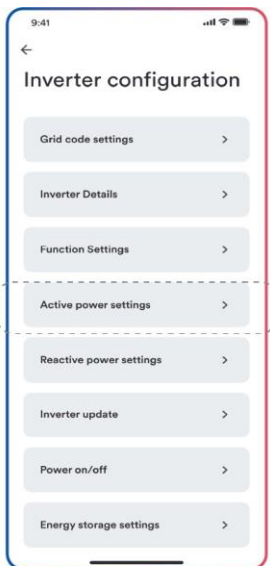 9:41
Inverter configuration
Grid code settings
Inverter Details
Function Settings
Active power settings
Reactive power settings
Inverter update
Power on/off
Energy storage settings